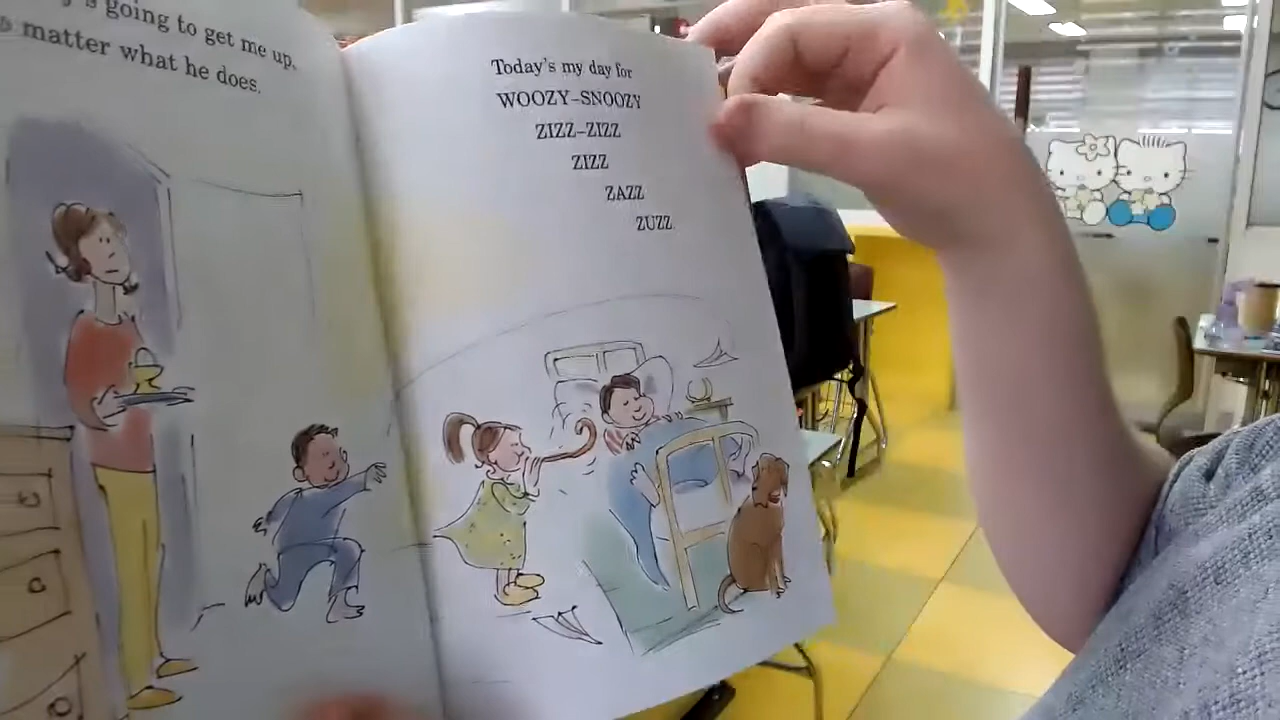 's going to get me up,
matter what he does.
Today's my day for
WOOZY–SNOOZY
ZIZZ–ZIZZ
ZIZZ
ZAZZ
ZUZZ.